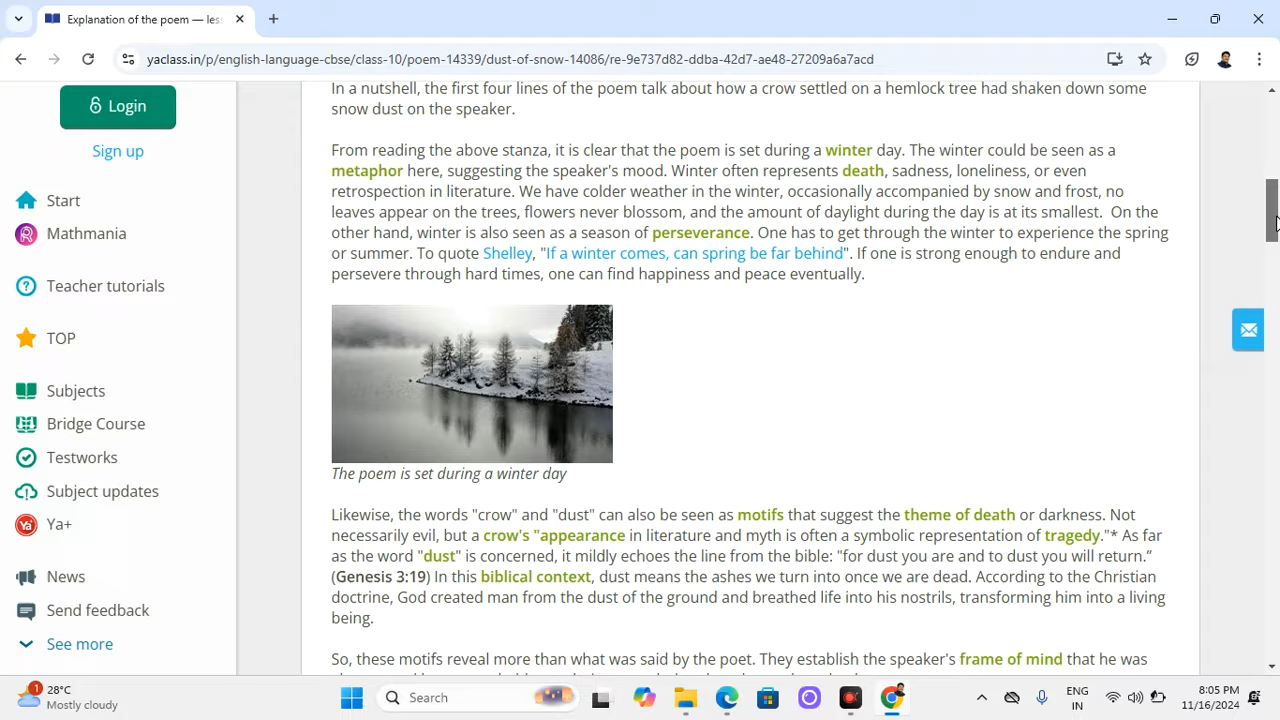 Explanation of the poem — les
yaclass.in/p/english-language-cbse/class-10/poem-14339/dust-of-snow-14086/re-9e737d82-ddba-42d7-ae48-27209a6a7acd
Login
Sign up
Start
Mathmania
Teacher tutorials
TOP
Subjects
Bridge Course
Testworks
Subject updates
Ya+
News
Send feedback
See more
In a nutshell, the first four lines of the poem talk about how a crow settled on a hemlock tree had shaken down some
snow dust on the speaker.
From reading the above stanza, it is clear that the poem is set during a winter day. The winter could be seen as a
metaphor here, suggesting the speaker's mood. Winter often represents death, sadness, loneliness, or even
retrospection in literature. We have colder weather in the winter, occasionally accompanied by snow and frost, no
leaves appear on the trees, flowers never blossom, and the amount of daylight during the day is at its smallest. On the
other hand, winter is also seen as a season of perseverance. One has to get through the winter to experience the spring
or summer. To quote Shelley, "If a winter comes, can spring be far behind". If one is strong enough to endure and
persevere through hard times, one can find happiness and peace eventually.
The poem is set during a winter day
Likewise, the words "crow" and "dust" can also be seen as motifs that suggest the theme of death or darkness. Not
necessarily evil, but a crow's "appearance in literature and myth is often a symbolic representation of tragedy."* As far
as the word "dust" is concerned, it mildly echoes the line from the bible: "for dust you are and to dust you will return.”
(Genesis 3:19) In this biblical context, dust means the ashes we turn into once we are dead. According to the Christian
doctrine, God created man from the dust of the ground and breathed life into his nostrils, transforming him into a living
being.
So, these motifs reveal more than what was said by the poet. They establish the speaker's frame of mind that he was
1
28°C
Mostly cloudy
Search
ENG
IN
8:05 PM
11/16/2024